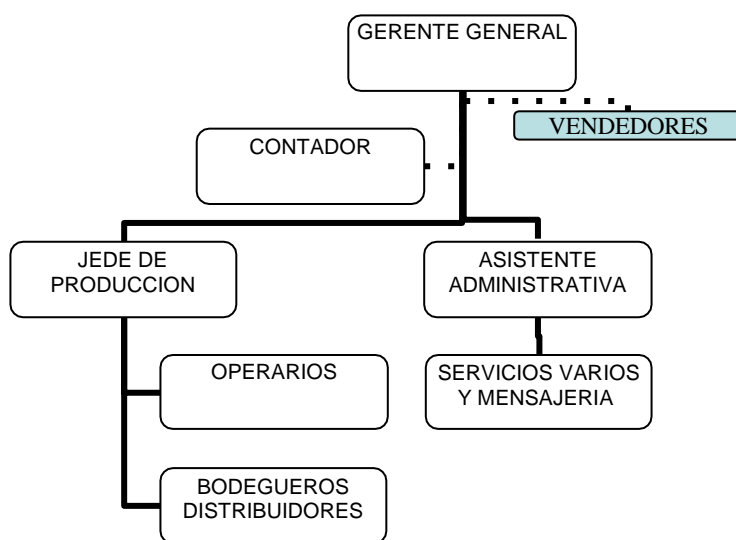 GERENTE GENERAL
VENDEDORES
CONTADOR
JEDE DE
PRODUCCION
ASISTENTE
ADMINISTRATIVA
OPERARIOS
SERVICIOS VARIOS
Y MENSAJERIA
BODEGUEROS
DISTRIBUIDORES